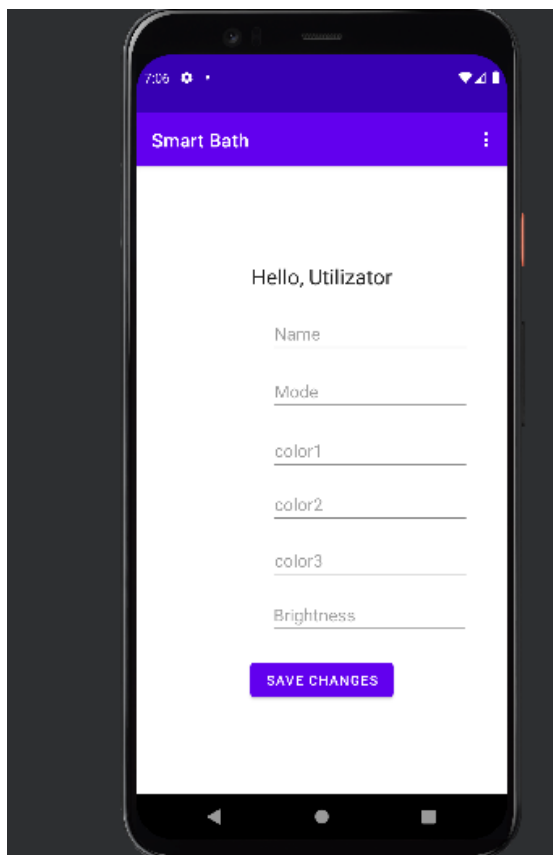 7:06
Smart Bath
Hello, Utilizator
Name
Mode
color1
color2
color3
Brightness
SAVE CHANGES